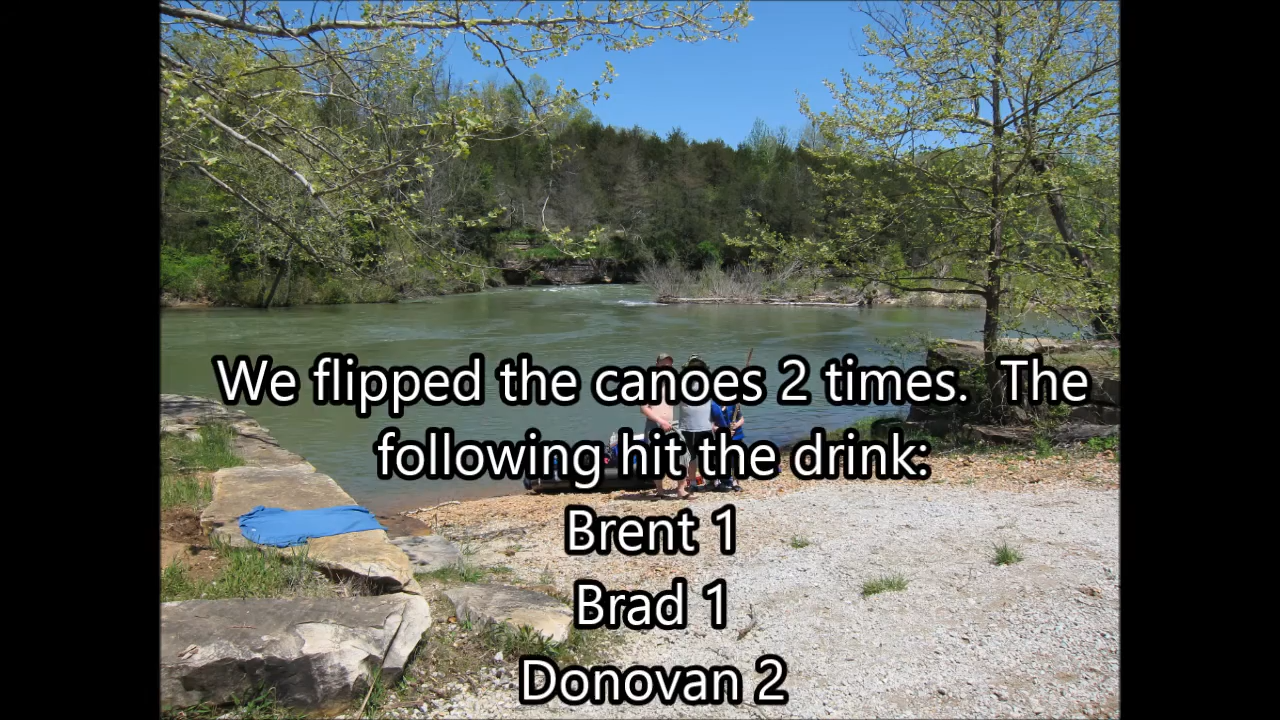 We flipped the canoes 2 times.  The
following hit the drink:
Brent 1
Brad 1
Donovan 2